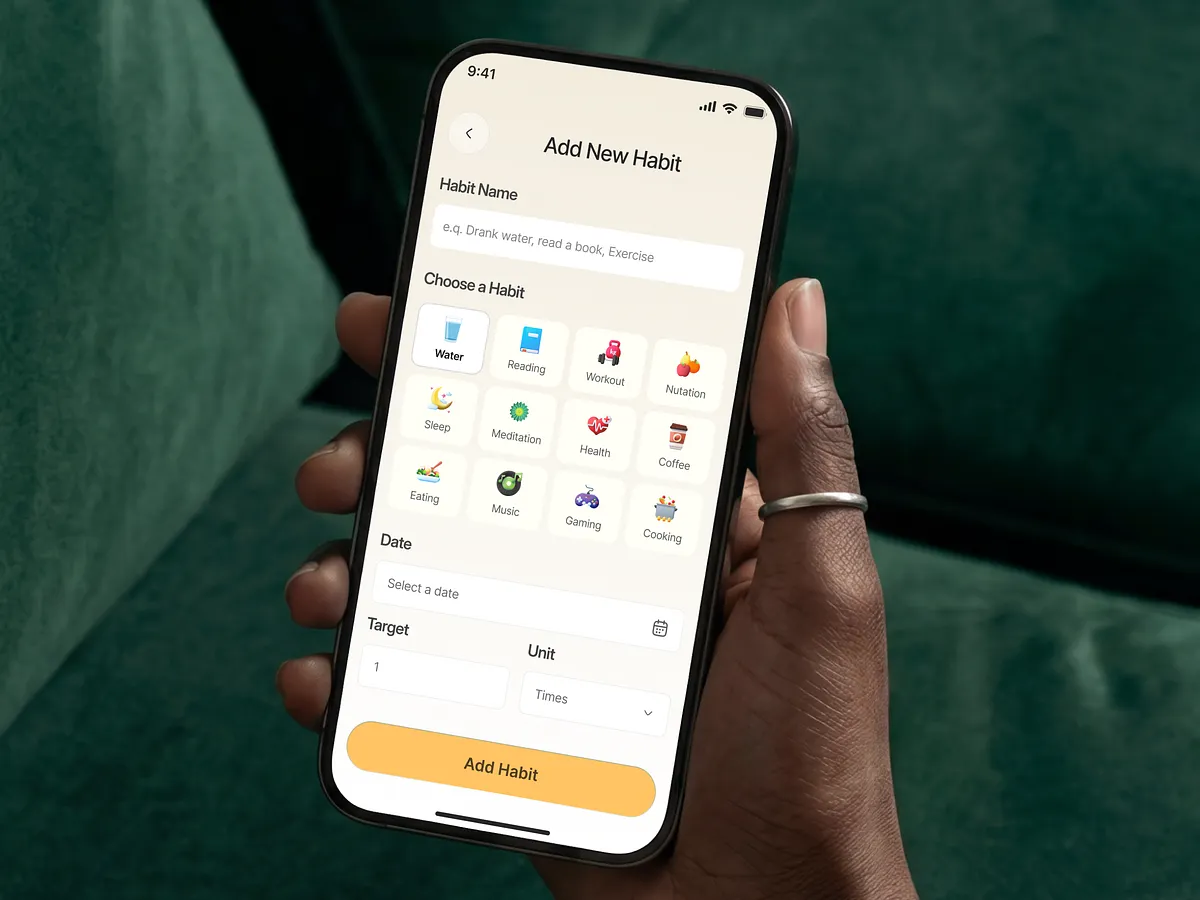 9:41
Add New Habit
Habit Name
e.q. Drank water, read a book, Exercise
Choose a Habit
Water
Reading
Workout
Nutation
Sleep
Meditation
Health
Coffee
Eating
Music
Gaming
Cooking
Date
Select a date
Target
Unit
1
Times
Add Habit